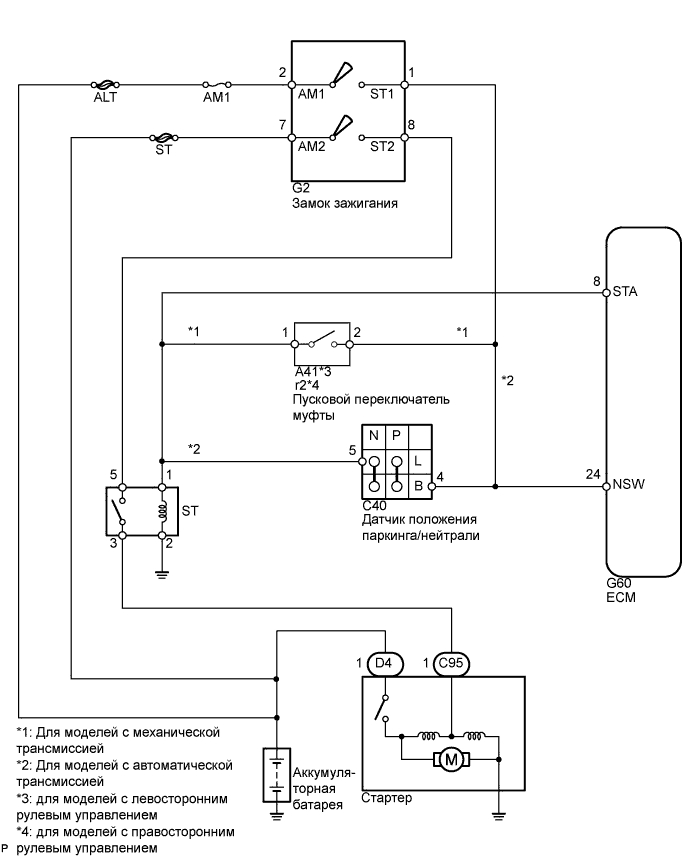 2
1
ALT
AM1
AM1
ST1
7
8
ST
AM2
ST2
G2
Замок зажигания
8
STA
*1
1
2
*1
A41*3
r2*4
Пусковой переключатель
муфты
*2
N P
*2
5
L
4
24
NSW
B
5
1
C40
ST
Датчик положения
паркинга/нейтрали
3
2
G60
ECM
1 D4
1 C95
M
*1: Для моделей с механической
трансмиссией
*2: Для моделей с автоматической
трансмиссией
*3: для моделей с левосторонним
рулевым управлением
*4: для моделей с правосторонним
P рулевым управлением
Аккумуля-
торная
батарея
Стартер